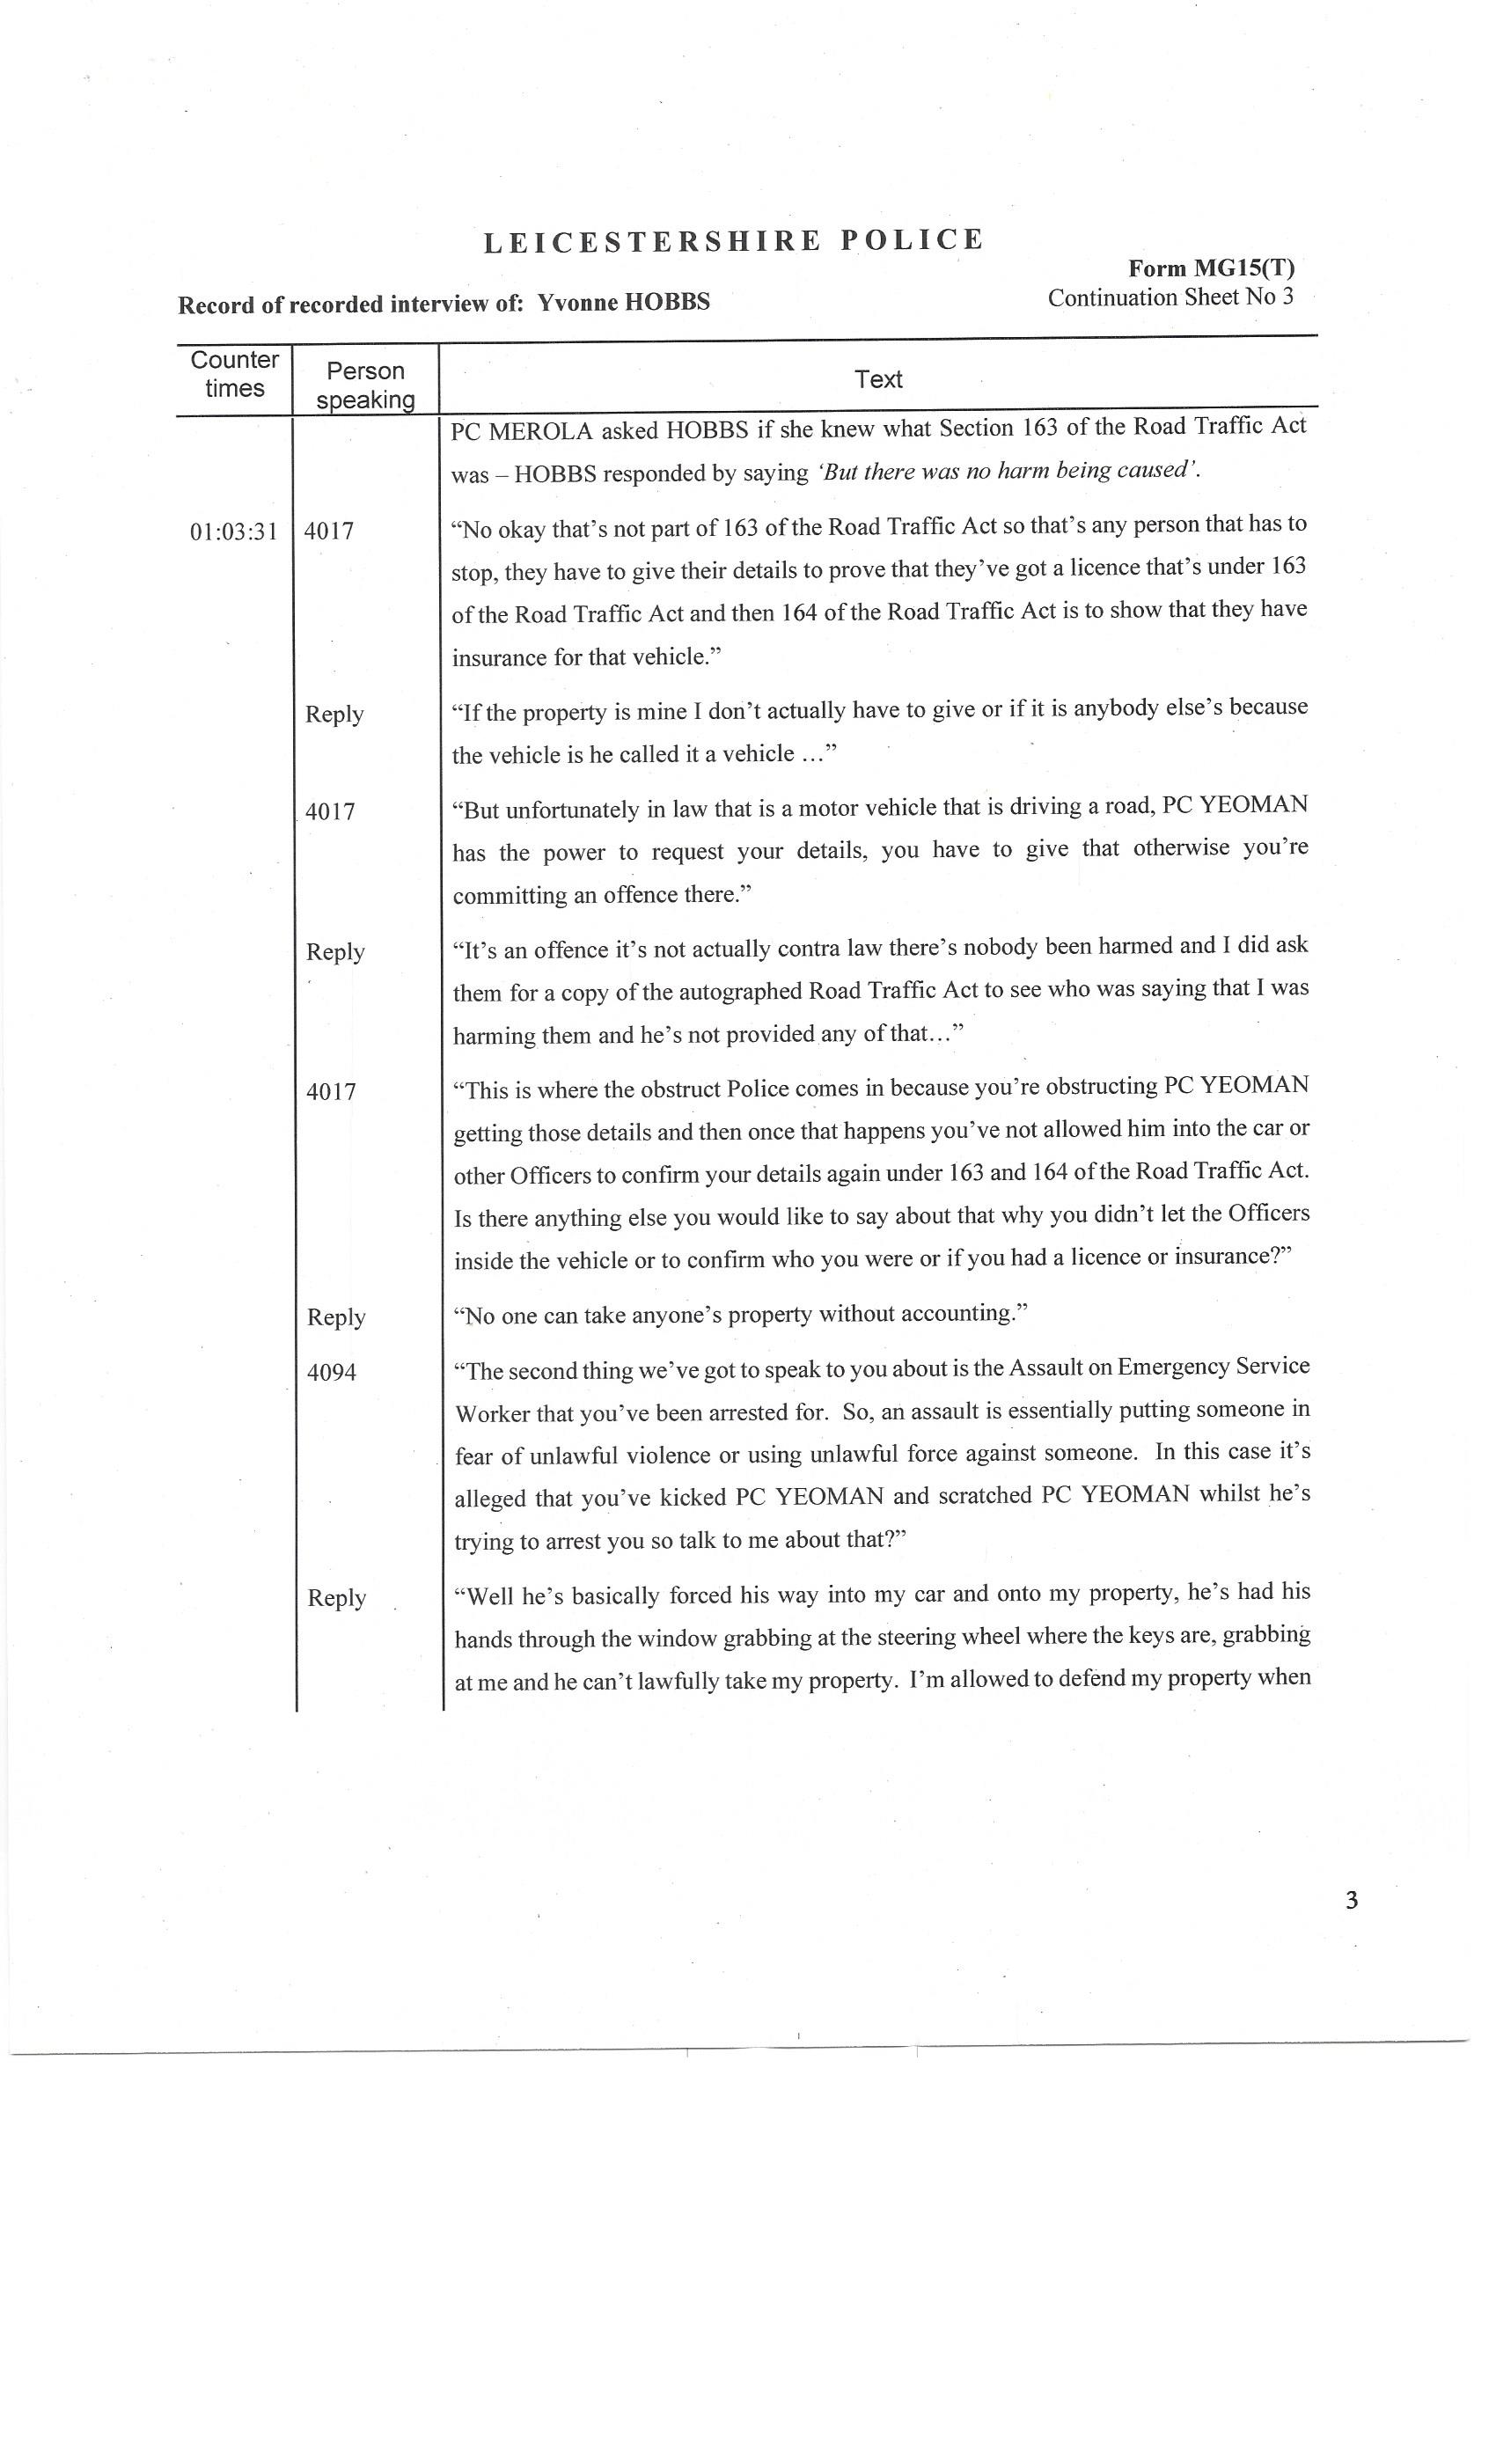 LEICESTERSHIRE POLICE
Form MG15(T)
Record of recorded interview of: Yvonne HOBBS
Continuation Sheet No 3
Counter times
Person speaking
Text
PC MEROLA asked HOBBS if she knew what Section 163 of the Road Traffic Act
was – HOBBS responded by saying ‘But there was no harm being caused’.
01:03:31 4017 “No okay that’s not part of 163 of the Road Traffic Act so that’s any person that has to
stop, they have to give their details to prove that they’ve got a licence that’s under 163
of the Road Traffic Act and then 164 of the Road Traffic Act is to show that they have
insurance for that vehicle.”
Reply “If the property is mine I don’t actually have to give or if it is anybody else’s because
the vehicle is he called it a vehicle …”
4017 “But unfortunately in law that is a motor vehicle that is driving a road, PC YEOMAN
has the power to request your details, you have to give that otherwise you’re
committing an offence there.”
Reply “It’s an offence it’s not actually contra law there’s nobody been harmed and I did ask
them for a copy of the autographed Road Traffic Act to see who was saying that I was
harming them and he’s not provided any of that…”
4017 “This is where the obstruct Police comes in because you’re obstructing PC YEOMAN
getting those details and then once that happens you’ve not allowed him into the car or
other Officers to confirm your details again under 163 and 164 of the Road Traffic Act.
Is there anything else you would like to say about that why you didn’t let the Officers
inside the vehicle or to confirm who you were or if you had a licence or insurance?”
Reply “No one can take anyone’s property without accounting.”
4094 “The second thing we’ve got to speak to you about is the Assault on Emergency Service
Worker that you’ve been arrested for. So, an assault is essentially putting someone in
fear of unlawful violence or using unlawful force against someone. In this case it’s
alleged that you’ve kicked PC YEOMAN and scratched PC YEOMAN whilst he’s
trying to arrest you so talk to me about that?”
Reply “Well he’s basically forced his way into my car and onto my property, he’s had his
hands through the window grabbing at the steering wheel where the keys are, grabbing
at me and he can’t lawfully take my property. I’m allowed to defend my property when
3